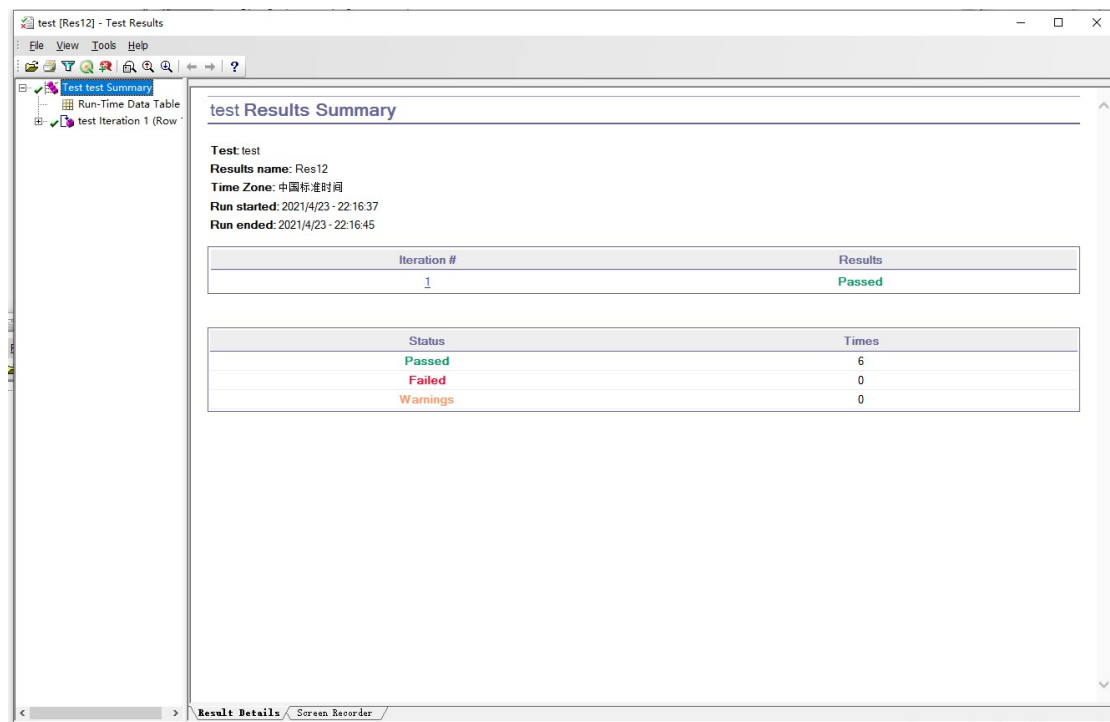 test [Res12] - Test Results
File View Tools Help
Test test Summary
Run-Time Data Table
test Iteration 1 (Row
test Results Summary
Test: test
Results name: Res12
Time Zone: 中国标准时间
Run started: 2021/4/23 - 22:16:37
Run ended: 2021/4/23 - 22:16:45
Iteration # Results
1 Passed
Status Times
Passed 6
Failed 0
Warnings 0
Result Details Screen Recorder